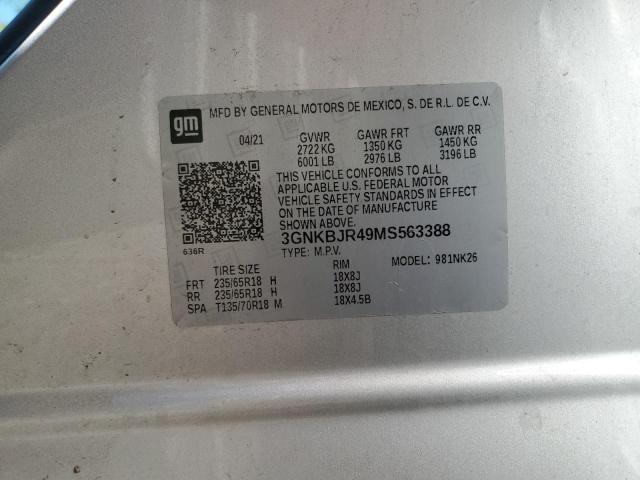 gm
MFD BY GENERAL MOTORS DE MEXICO, S. DE R.L. DE C.V.
04/21 GVWR GAWR FRT GAWR RR
2722 KG 1350 KG 1450 KG
6001 LB 2976 LB 3196 LB
THIS VEHICLE CONFORMS TO ALL
APPLICABLE U.S. FEDERAL MOTOR
VEHICLE SAFETY STANDARDS IN EFFECT
ON THE DATE OF MANUFACTURE
SHOWN ABOVE.
3GNKBJR49MS563388
636R TYPE: M.P.V. MODEL: 981NK26
TIRE SIZE RIM
FRT 235/65R18 H 18X8J
RR 235/65R18 H 18X8J
SPA T135/70R18 M 18X4.5B